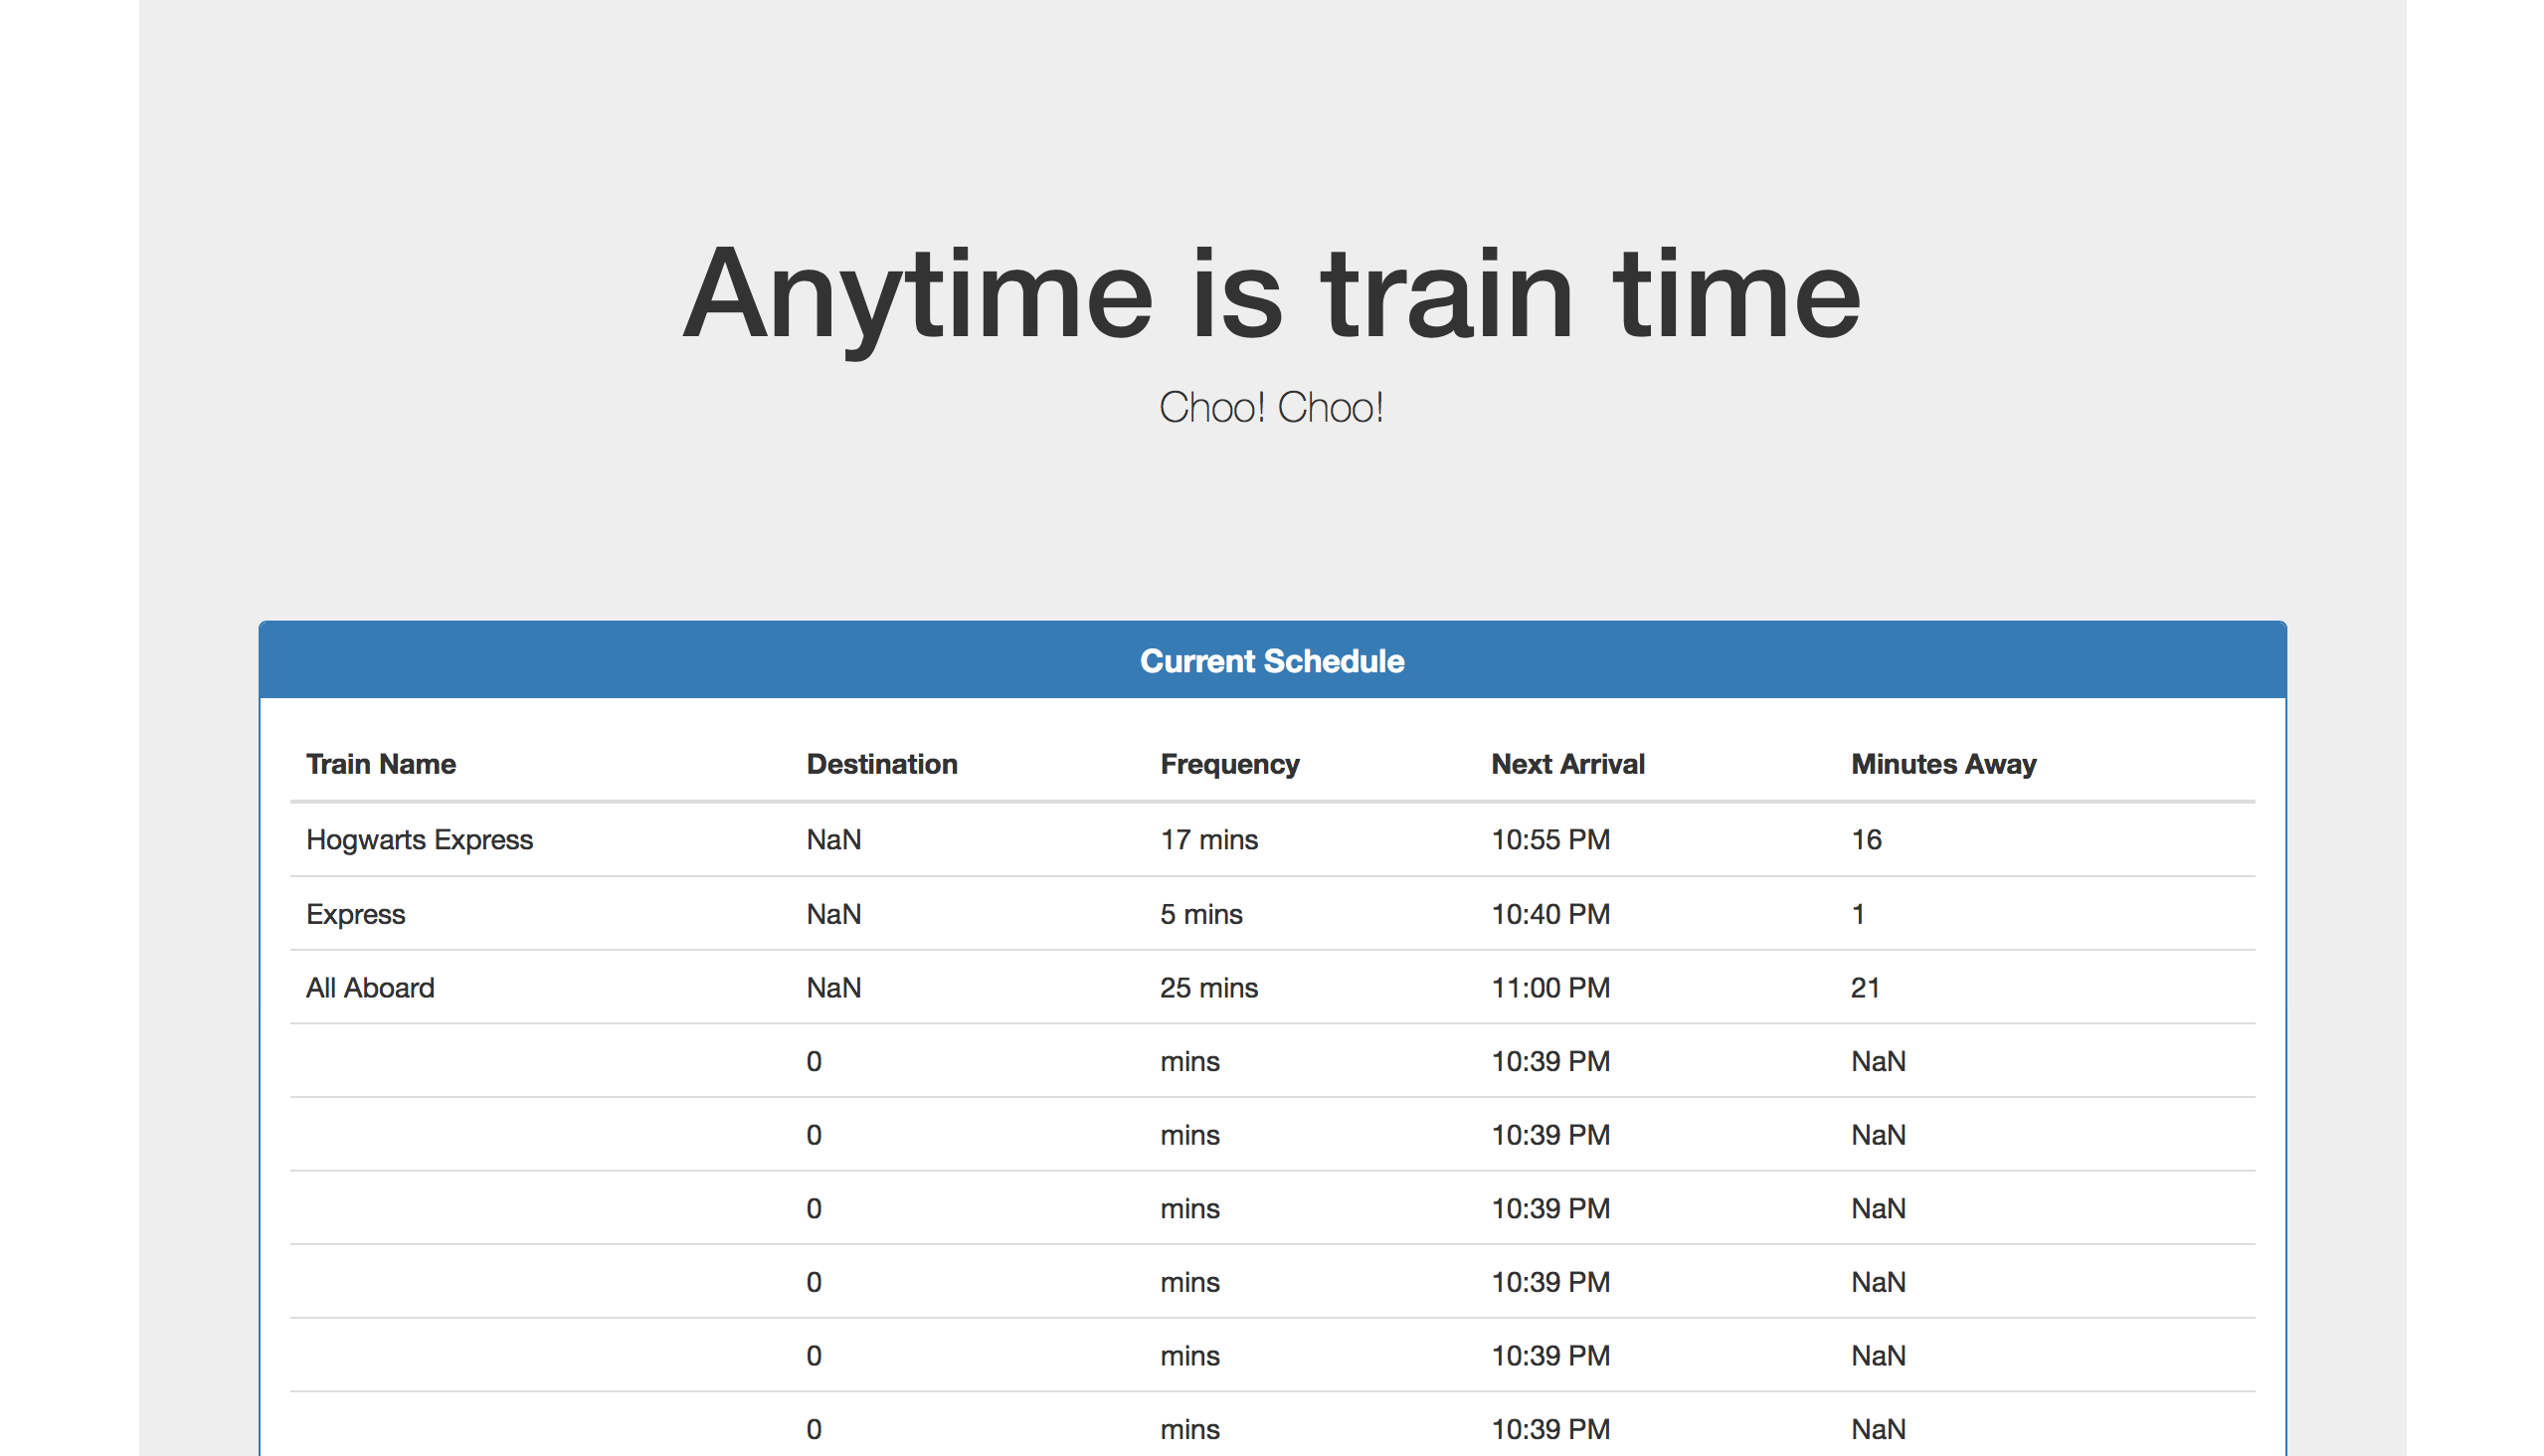 Anytime is train time
Choo! Choo!
Current Schedule
Train Name Destination Frequency Next Arrival Minutes Away
Hogwarts Express NaN 17 mins 10:55 PM 16
Express NaN 5 mins 10:40 PM 1
All Aboard NaN 25 mins 11:00 PM 21
0 mins 10:39 PM NaN
0 mins 10:39 PM NaN
0 mins 10:39 PM NaN
0 mins 10:39 PM NaN
0 mins 10:39 PM NaN
0 mins 10:39 PM NaN